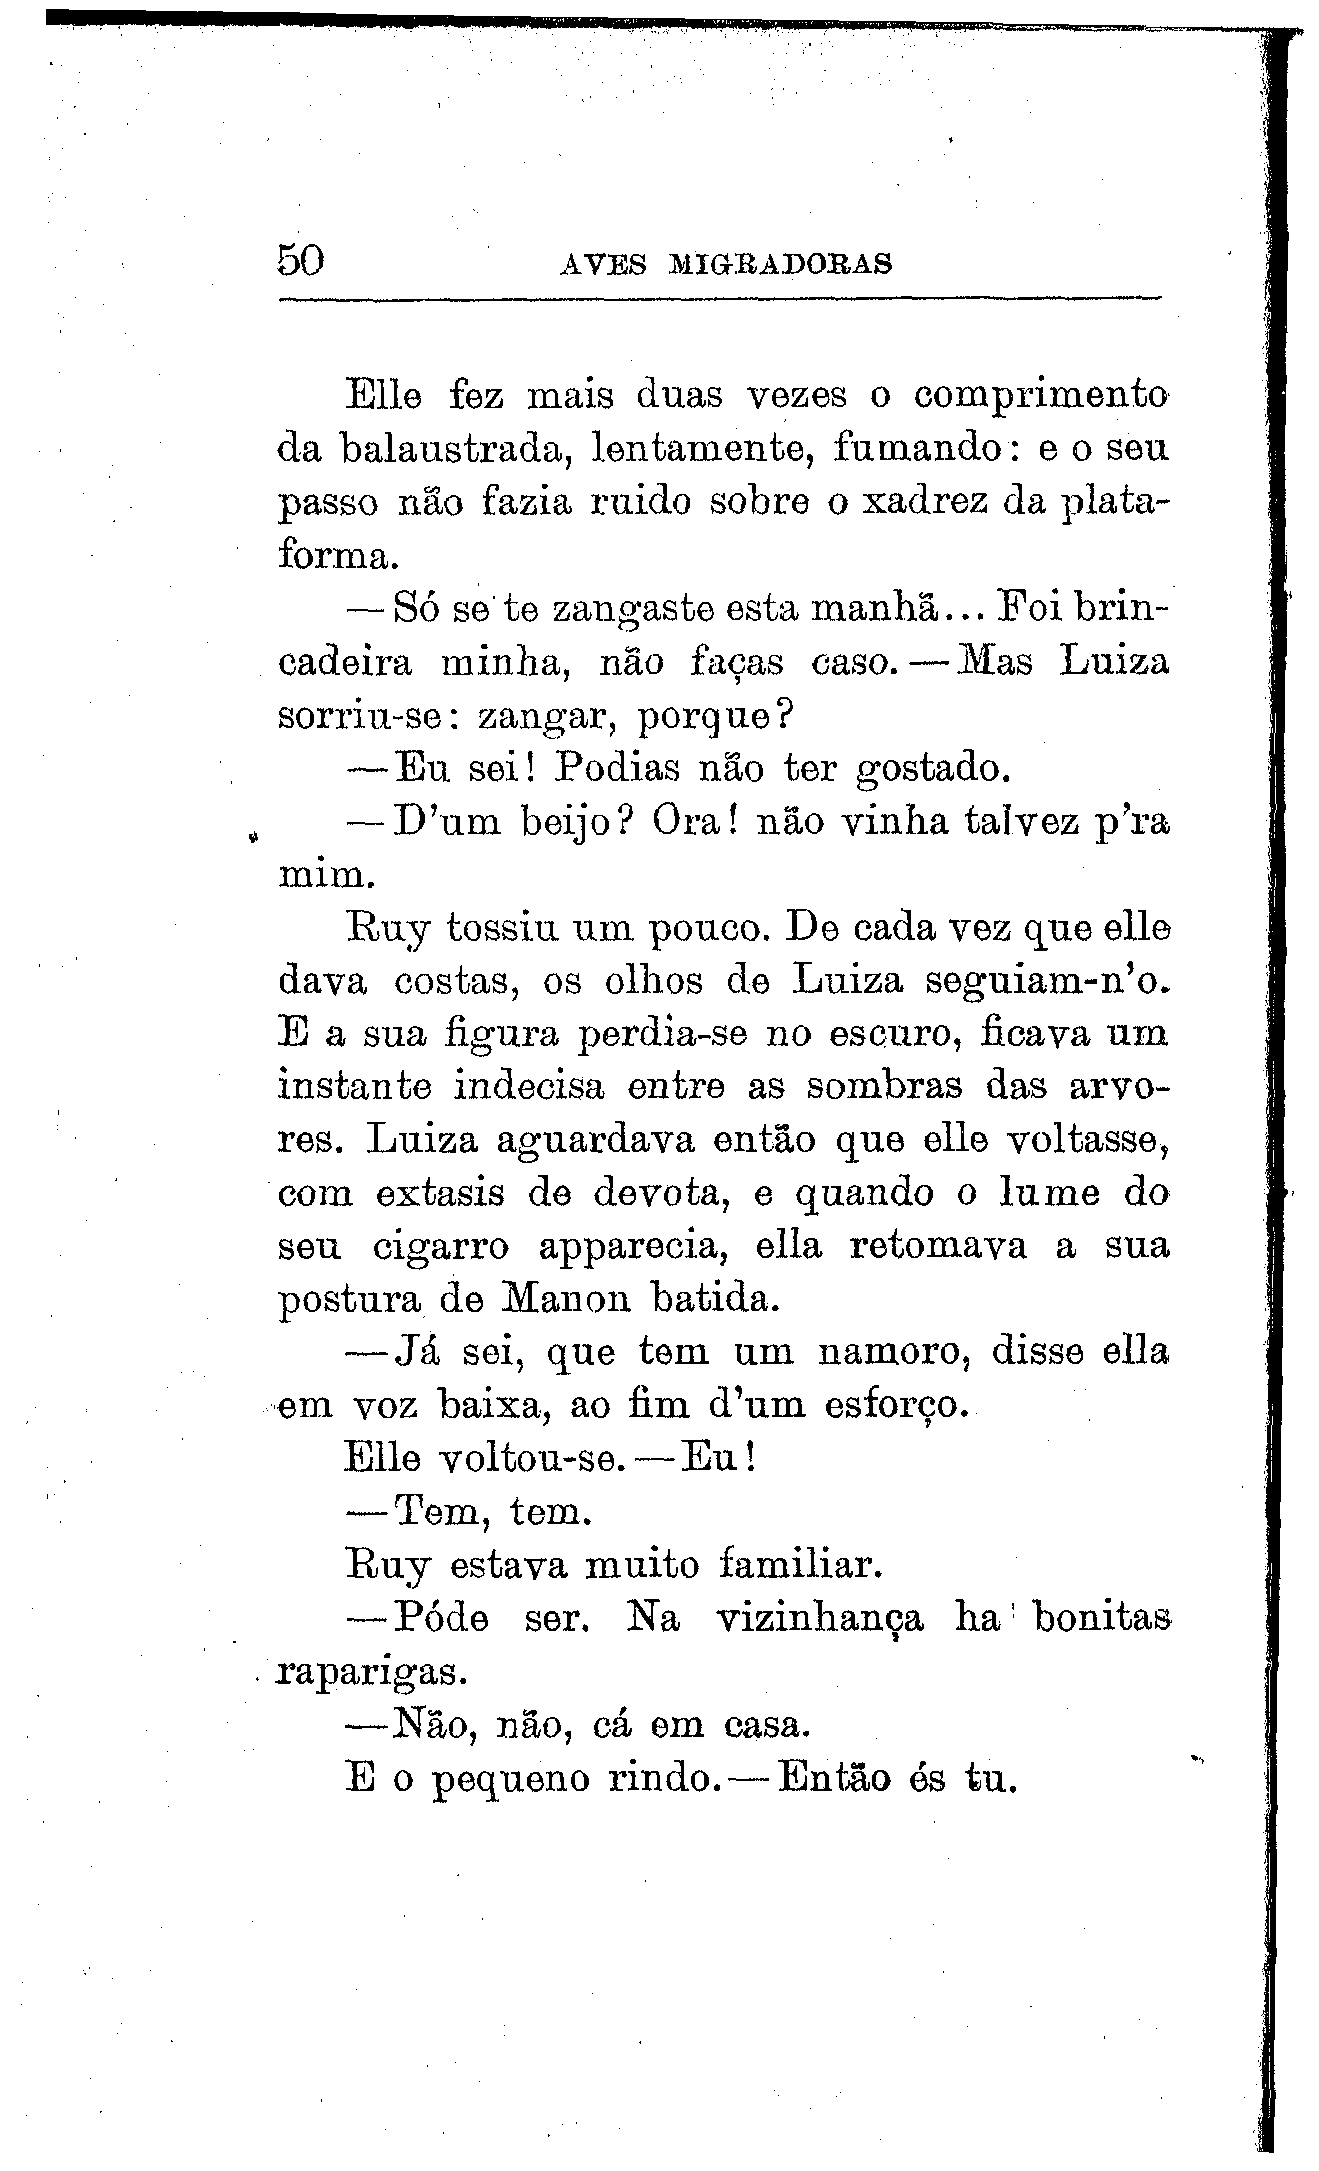 50 AVES MIGRADORAS
Elle fez mais duas vezes o comprimento
da balaustrada, lentamente, fumando: e o seu
passo não fazia ruido sobre o xadrez da plata-
forma.
—Só se te zangaste esta manhã... Foi brin-
cadeira minha, não faças caso.—Mas Luiza
sorriu-se: zangar, porque?
—Eu sei! Podias não ter gostado.
—D'um beijo? Ora! não vinha talvez p'ra
mim.
Ruy tossiu um pouco. De cada vez que elle
dava costas, os olhos de Luiza seguiam-n'o.
E a sua figura perdia-se no escuro, ficava um
instante indecisa entre as sombras das arvo-
res. Luiza aguardava então que elle voltasse,
com extasis de devota, e quando o lume do
seu cigarro apparecia, ella retomava a sua
postura de Manon batida.
—Já sei, que tem um namoro, disse ella
em voz baixa, ao fim d'um esforço.
Elle voltou-se.—Eu!
—Tem, tem.
Ruy estava muito familiar.
—Póde ser. Na vizinhança ha bonitas
raparigas.
—Não, não, cá em casa.
E o pequeno rindo.—Então és tu.